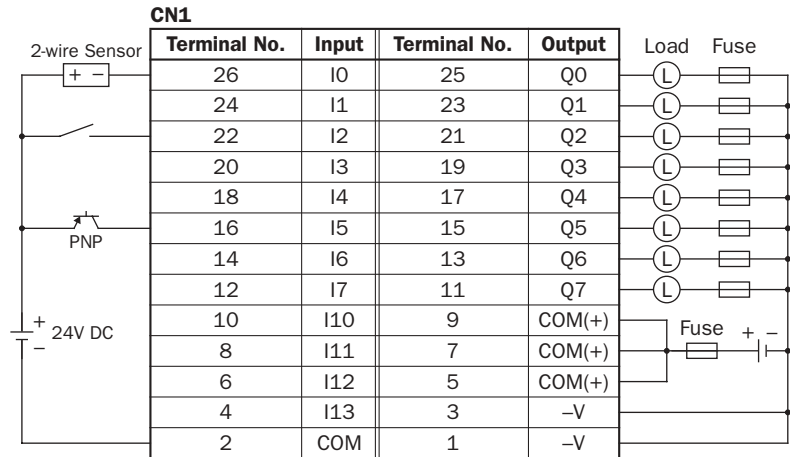 CN1
Terminal No. Input Terminal No. Output
2-wire Sensor Load Fuse
+ − 26 I0 25 Q0 L
24 I1 23 Q1 L
22 I2 21 Q2 L
20 I3 19 Q3 L
18 I4 17 Q4 L
16 I5 15 Q5 L
PNP
14 I6 13 Q6 L
12 I7 11 Q7 L
10 I10 9 COM(+)
+ 24V DC − Fuse + −
8 I11 7 COM(+)
6 I12 5 COM(+)
4 I13 3 –V
2 COM 1 –V